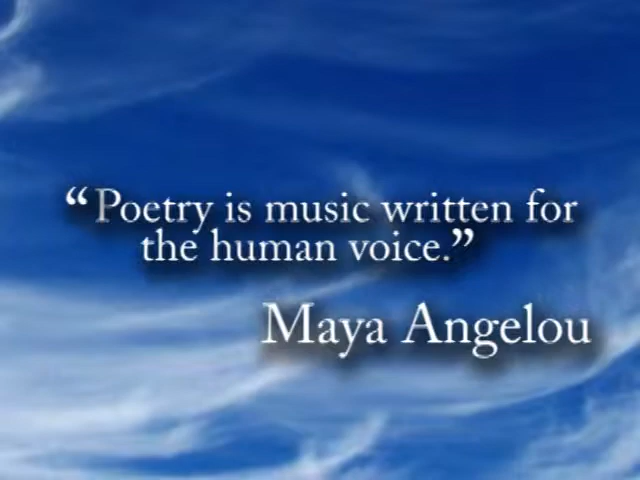 “Poetry is music written for
the human voice.”
Maya Angelou